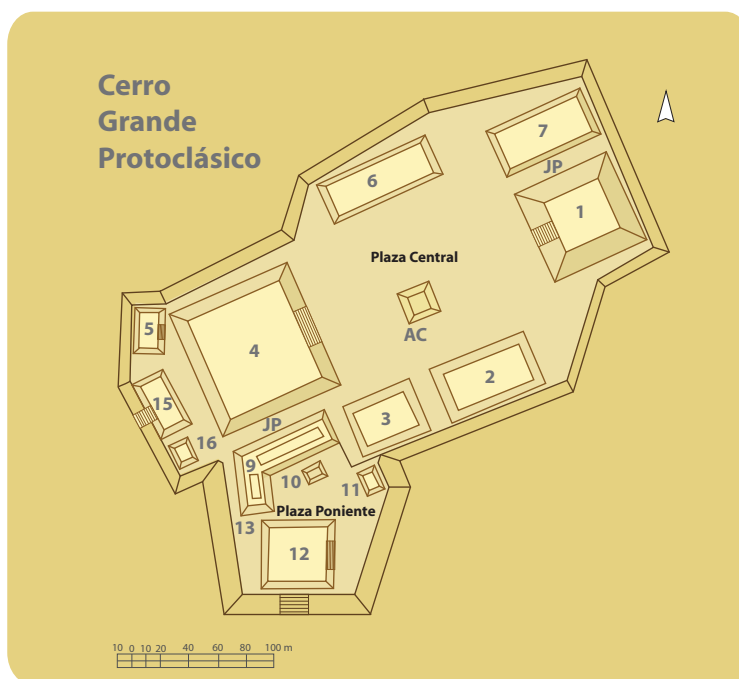 Cerro
Grande
Protoclásico
7
JP
6
1
Plaza Central
5
4
AC
2
3
15
JP
16
9
10
11
Plaza Poniente
13
12
10 0 10 20 40 60 80 100 m